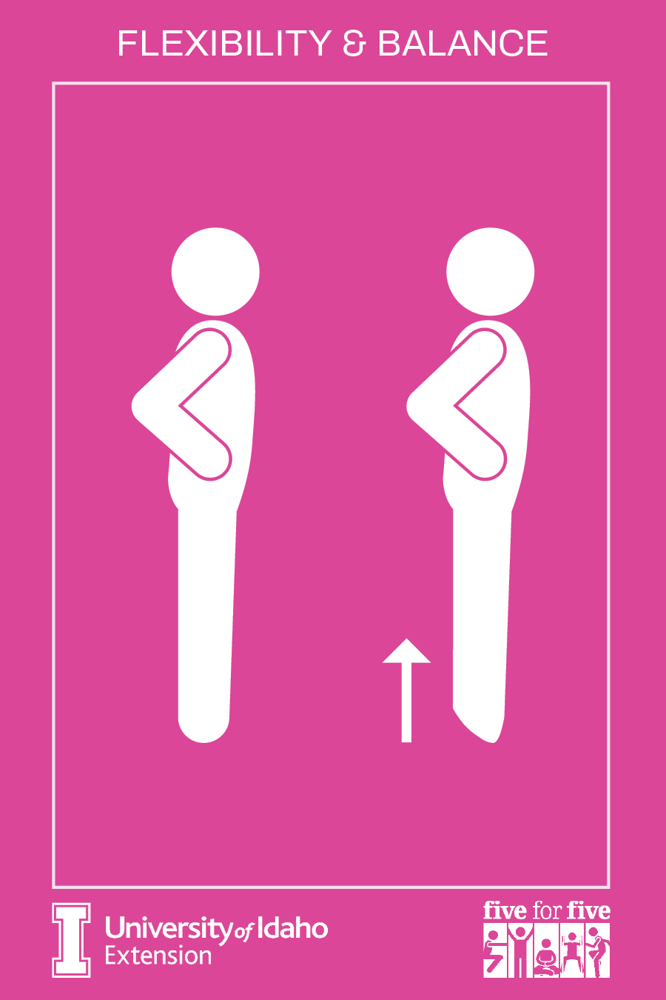 FLEXIBILITY & BALANCE
I
University of Idaho
Extension
five for five